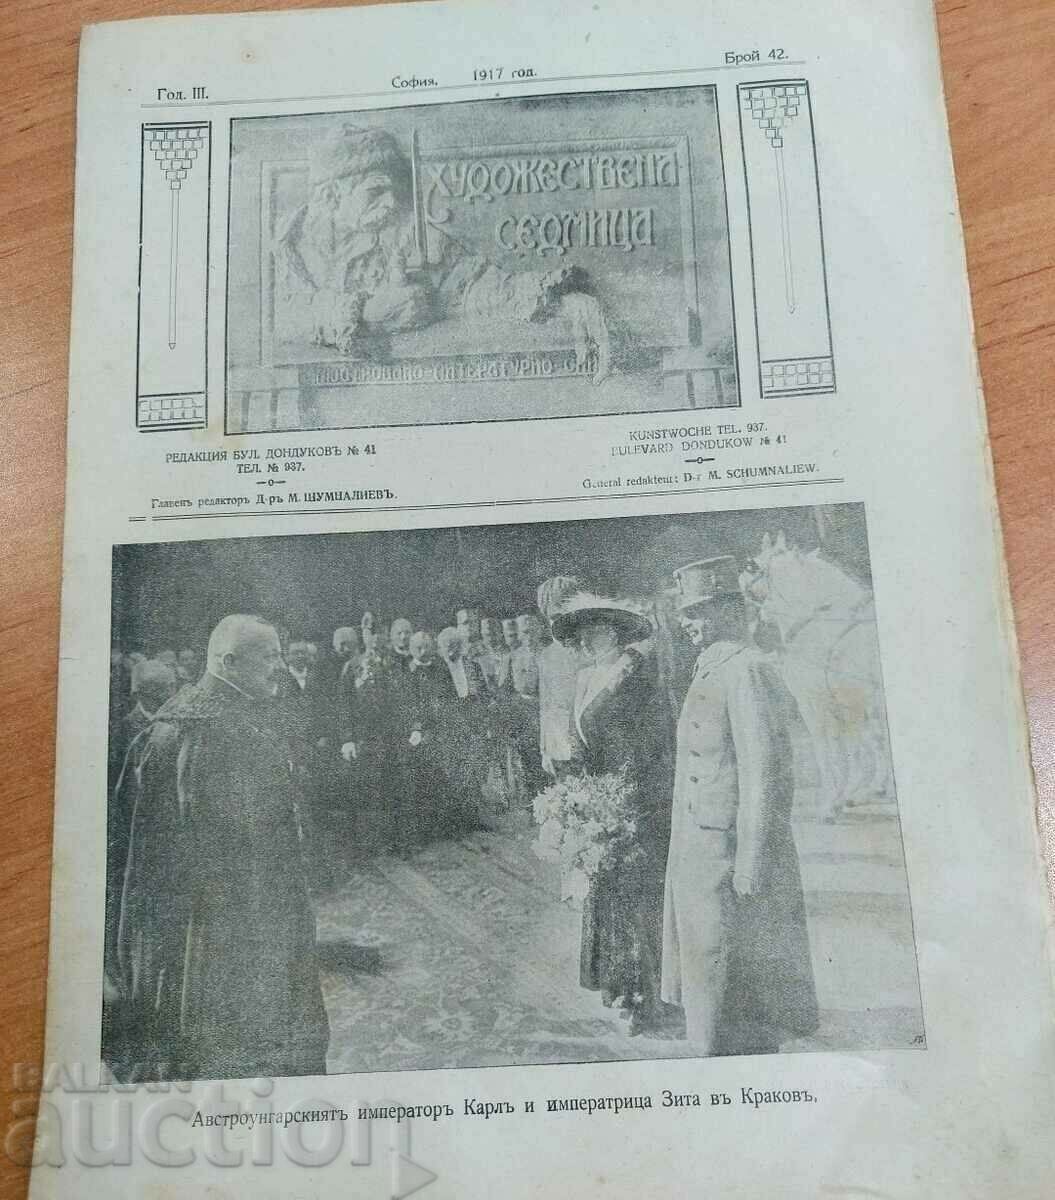 Год. III.
София. 1917 год.
Брой 42.
ХУДОЖЕСТВЕНА
СЕДМИЦА
РЕДАКЦИЯ БУЛ. ДОНДУКОВЪ № 41
ТЕЛ. № 937.
Главенъ редакторъ Д-ръ М. ШУМНАЛИЕВЪ.
KUNSTWOCHE TEL. 937.
BULEVARD DONDUKOW № 41
General redakteur: D-r M. SCHUMNALIEW.
Австроунгарскиятъ императоръ Карлъ и императрица Зита въ Краковъ.
BALKAN
auction